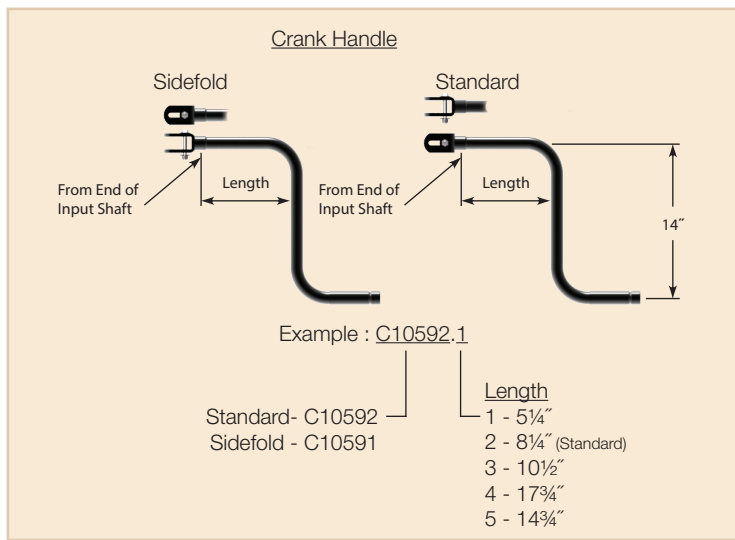 Crank Handle
Sidefold
Standard
From End of
Input Shaft
Length
From End of
Input Shaft
Length
14˝
Example : C10592.1
Standard- C10592
Sidefold - C10591
Length
1 - 5¼˝
2 - 8¼˝ (Standard)
3 - 10½˝
4 - 17¾˝
5 - 14¾˝